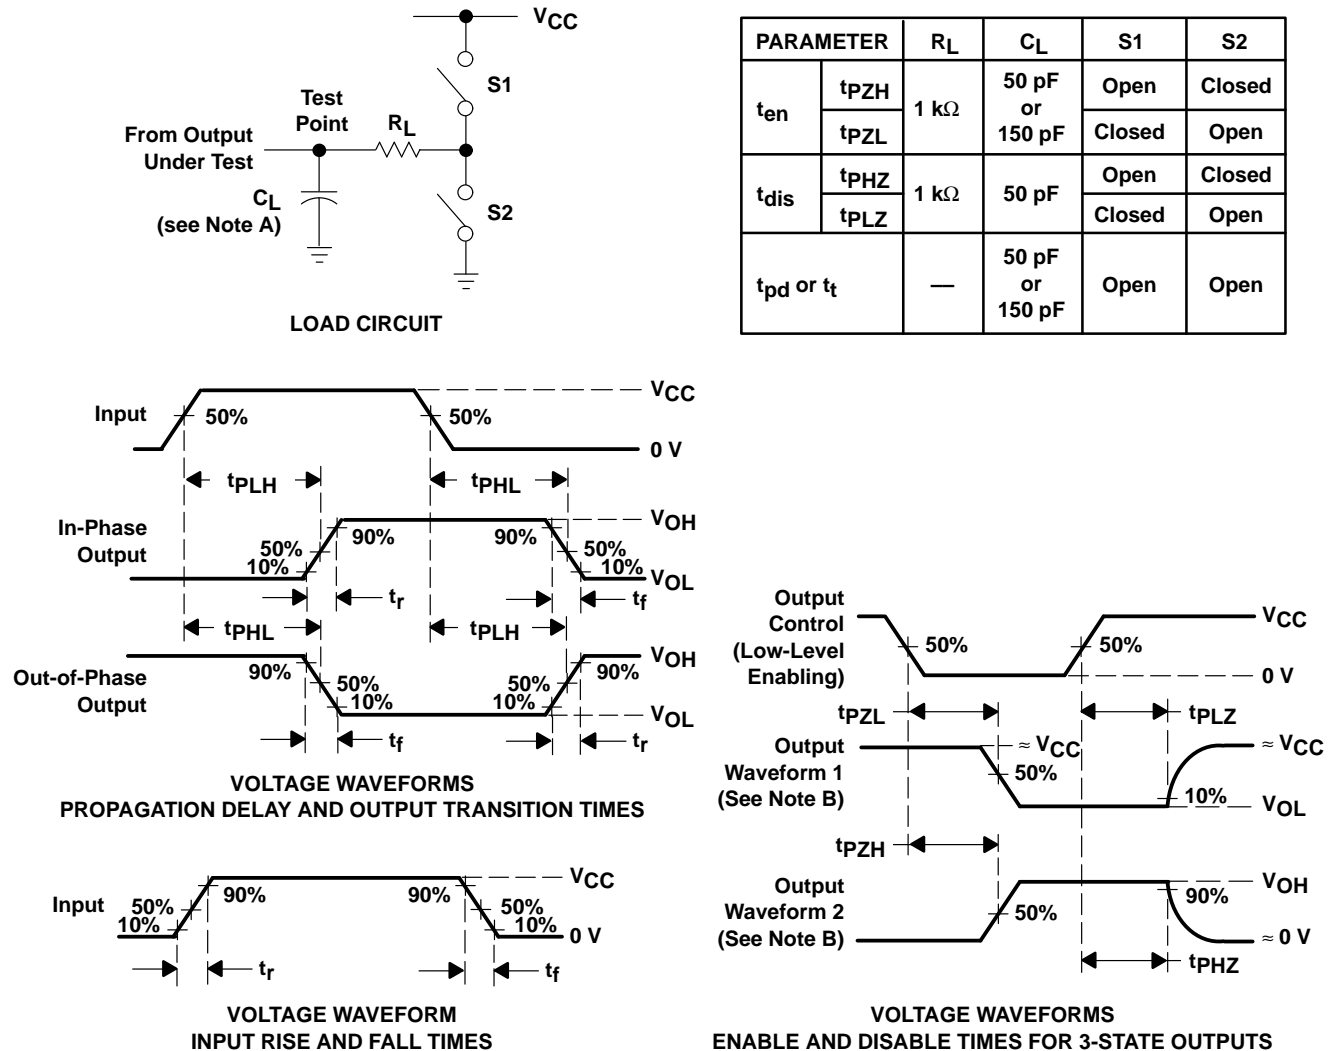 VCC
S1
Test
Point
RL
From Output
Under Test
CL
(see Note A)
S2
LOAD CIRCUIT
PARAMETER RL CL S1 S2
ten tPZH 1 kΩ 50 pF or 150 pF Open Closed
tPZL Closed Open
tdis tPHZ 1 kΩ 50 pF Open Closed
tPLZ Closed Open
tpd or tt — 50 pF or 150 pF Open Open
Input 50% 50% VCC
0 V
tPLH tPHL
In-Phase
Output
90% 90% VOH
50% 50%
10% 10% VOL
tr tf
tPHL tPLH
Out-of-Phase
Output
90% 90% VOH
50% 50%
10% 10% VOL
tf tr
VOLTAGE WAVEFORMS
PROPAGATION DELAY AND OUTPUT TRANSITION TIMES
Input
90% 90% VCC
50% 50%
10% 10% 0 V
tr tf
VOLTAGE WAVEFORM
INPUT RISE AND FALL TIMES
Output
Control
(Low-Level
Enabling)
50% 50% VCC
0 V
tPZL tPLZ
Output
Waveform 1
(See Note B)
≈ VCC ≈ VCC
50% 10% VOL
tPZH
Output
Waveform 2
(See Note B)
50% 90% VOH
≈ 0 V
tPHZ
VOLTAGE WAVEFORMS
ENABLE AND DISABLE TIMES FOR 3-STATE OUTPUTS